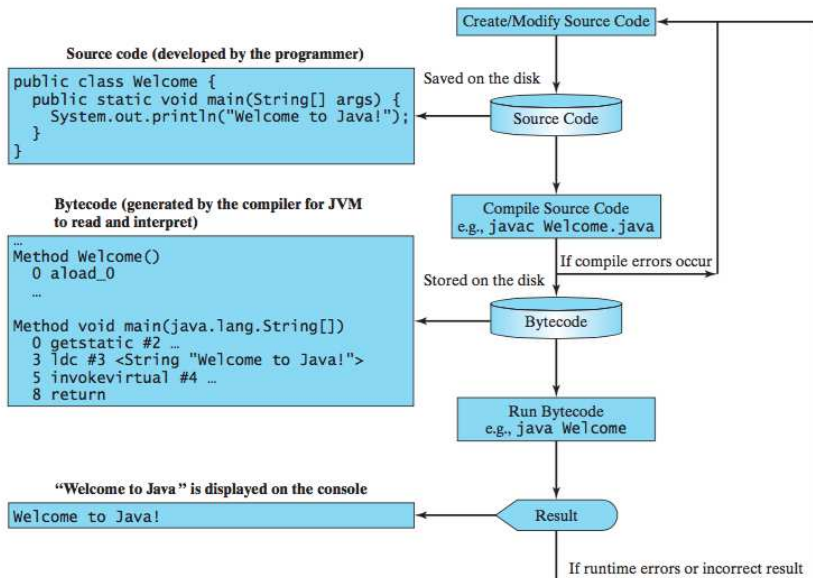 Create/Modify Source Code
Source code (developed by the programmer)
public class Welcome {
  public static void main(String[] args) {
    System.out.println("Welcome to Java!");
  }
}
Saved on the disk
Source Code
Compile Source Code
e.g., javac Welcome.java
If compile errors occur
Bytecode (generated by the compiler for JVM
to read and interpret)
…
Method Welcome()
  0 aload_0
  …
Method void main(java.lang.String[])
  0 getstatic #2 …
  3 ldc #3 <String "Welcome to Java!">
  5 invokevirtual #4 …
  8 return
Stored on the disk
Bytecode
Run Bytecode
e.g., java Welcome
“Welcome to Java” is displayed on the console
Welcome to Java!
Result
If runtime errors or incorrect result